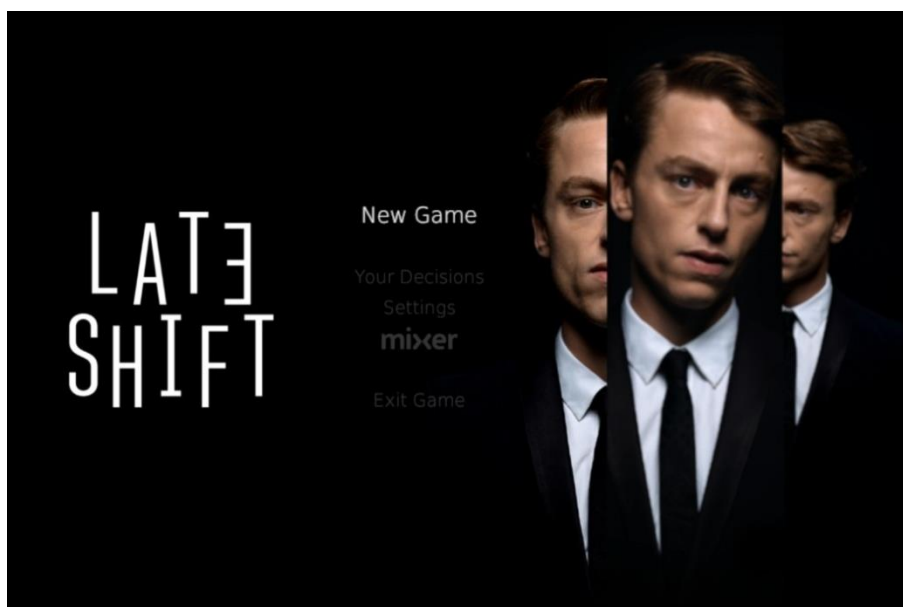 LATE
SHIFT
New Game
Your Decisions
Settings
mixer
Exit Game